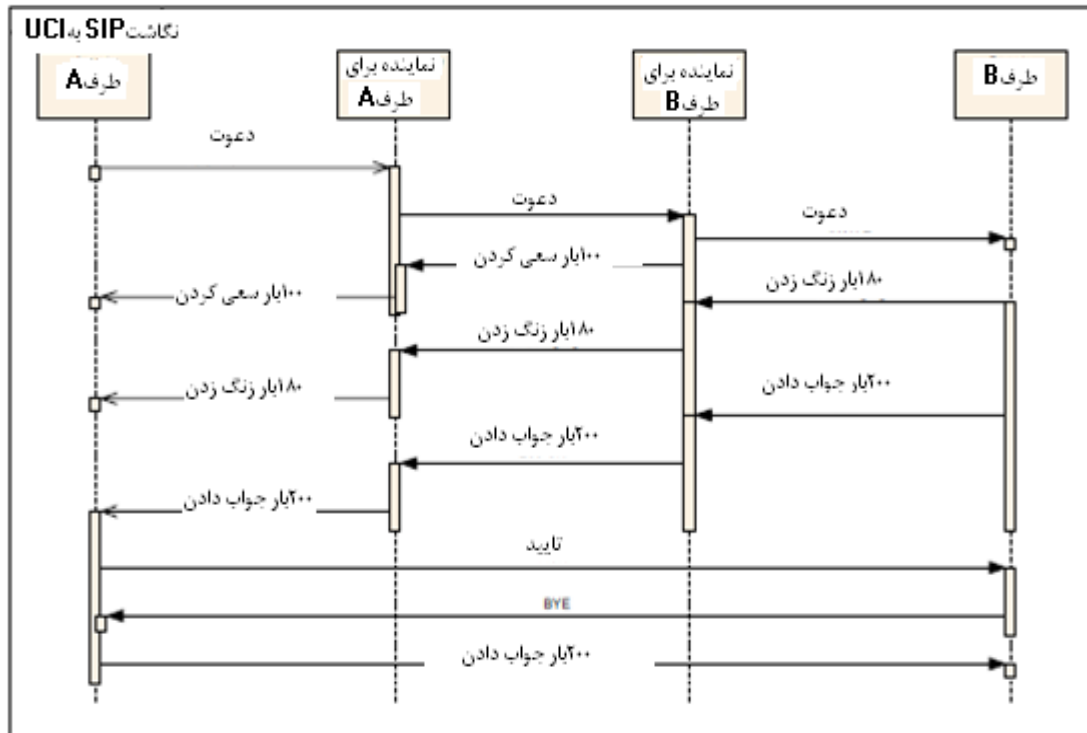 نگاشت SIP به UCI
طرف A
نماینده برای
طرف A
نماینده برای
طرف B
طرف B
دعوت
دعوت
دعوت
۱۰۰بار سعی کردن
۱۸۰بار زنگ زدن
۱۰۰بار سعی کردن
۱۸۰بار زنگ زدن
۱۸۰بار زنگ زدن
۲۰۰بار جواب دادن
۲۰۰بار جواب دادن
۲۰۰بار جواب دادن
تایید
BYE
۲۰۰بار جواب دادن